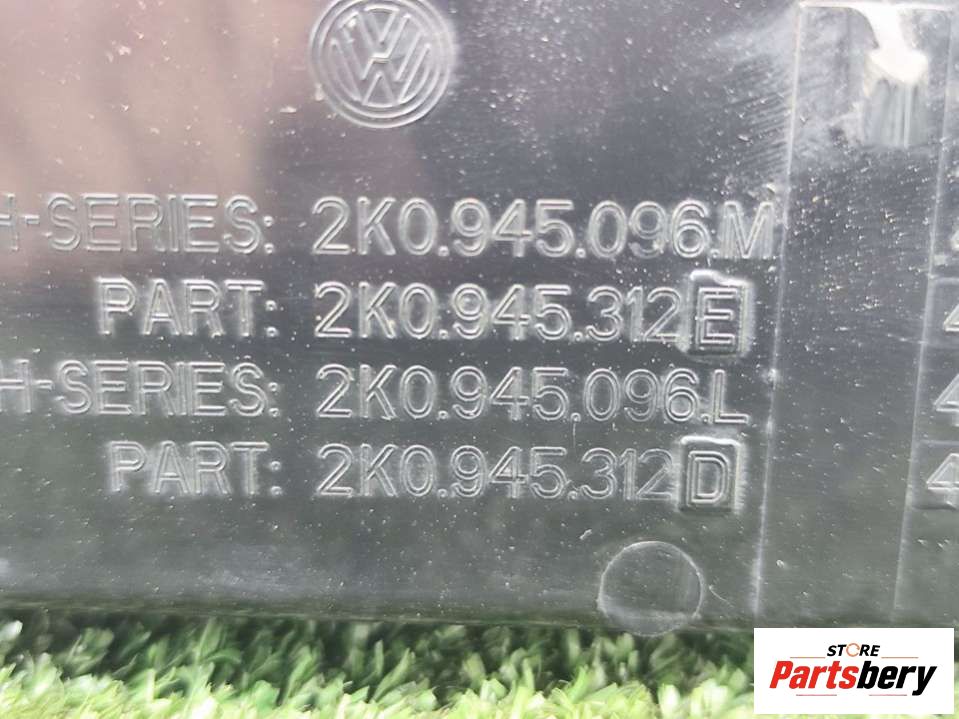 H-SERIES: 2K0.945.096.M
PART: 2K0.945.312 E
H-SERIES: 2K0.945.096.L
PART: 2K0.945.312 D
STORE
Partsbery